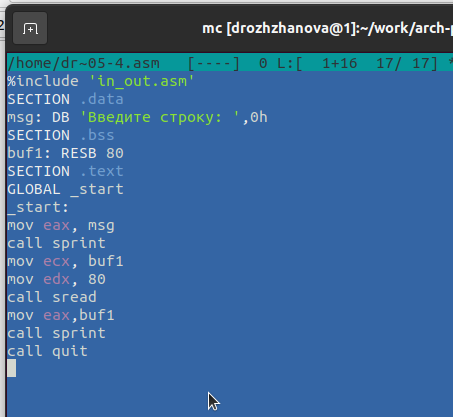 mc [drozhzhanova@1]:~/work/arch-
/home/dr~05-4.asm [----] 0 L:[ 1+16 17/ 17] *
%include 'in_out.asm'
SECTION .data
msg: DB 'Введите строку: ',0h
SECTION .bss
buf1: RESB 80
SECTION .text
GLOBAL _start
_start:
mov eax, msg
call sprint
mov ecx, buf1
mov edx, 80
call sread
mov eax,buf1
call sprint
call quit